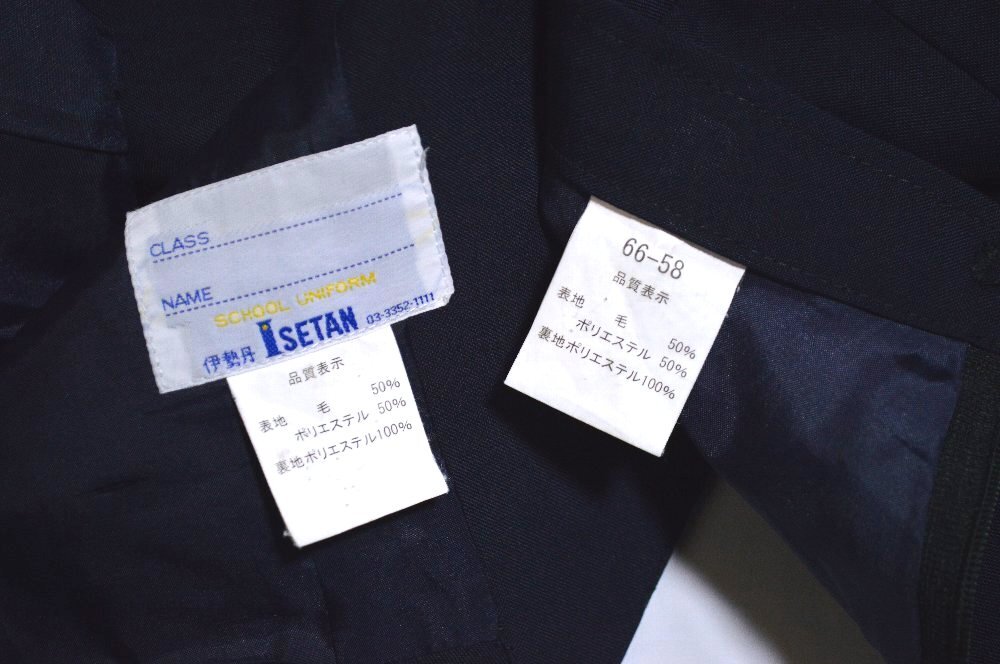 CLASS
NAME
SCHOOL UNIFORM
伊勢丹 ISETAN 03-3352-1111
品質表示
表地 毛 50%
ポリエステル 50%
裏地ポリエステル100%
66-58
品質表示
表地 毛 50%
ポリエステル 50%
裏地ポリエステル100%